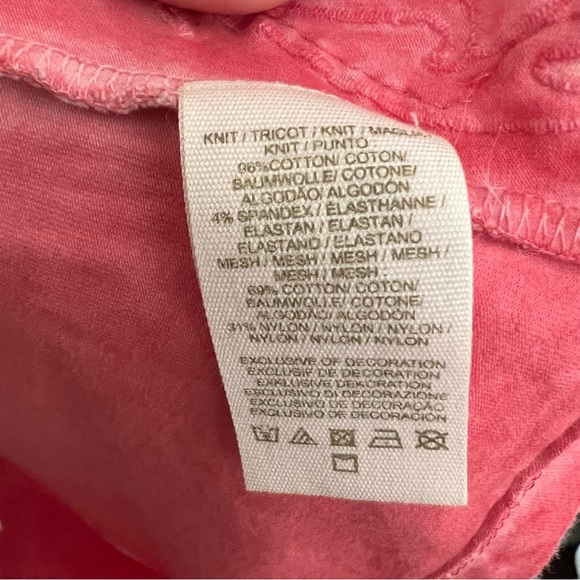 KNIT / TRICOT / KNIT / MAGLIA/
KNIT / PUNTO
96%COTTON/ COTON/
BAUMWOLLE/ COTONE/
ALGODÃO/ ALGODÓN
4% SPANDEX / ÉLASTHANNE /
ELASTAN / ELASTAN /
ELASTANO / ELASTANO
MESH / MESH / MESH / MESH /
MESH / MESH
69% COTTON/ COTON/
BAUMWOLLE/ COTONE/
ALGODÃO/ ALGODÓN
31% NYLON / NYLON / NYLON /
NYLON / NYLON / NYLON
EXCLUSIVE OF DECORATION
EXCLUSIF DE DECORATION
EXKLUSIVE DEKORATION
ESCLUSIVO DI DECORAZIONE
EXCLUSIVO DE DECORAÇÃO
EXCLUSIVO DE DECORACIÓN